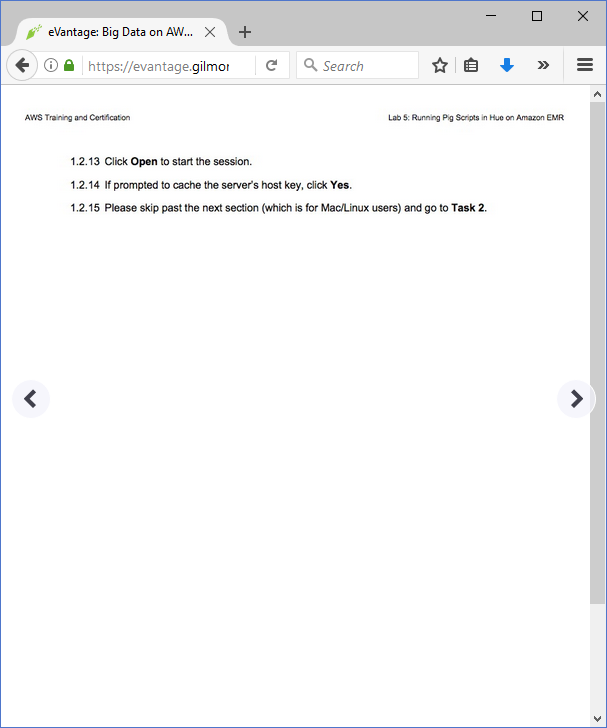 eVantage: Big Data on AW...
https://evantage.gilmor
Search
AWS Training and Certification
Lab 5: Running Pig Scripts in Hue on Amazon EMR
1.2.13 Click Open to start the session.
1.2.14 If prompted to cache the server's host key, click Yes.
1.2.15 Please skip past the next section (which is for Mac/Linux users) and go to Task 2.